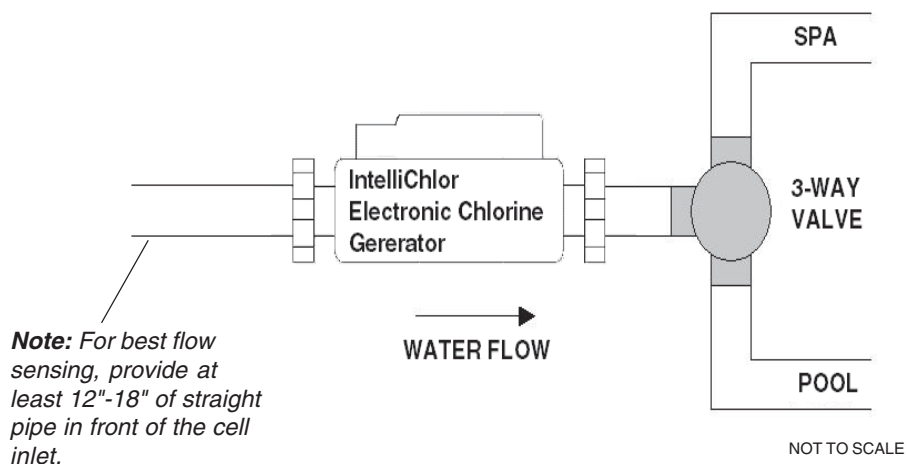 SPA
IntelliChlor
Electronic Chlorine
Gererator
3-WAY
VALVE
WATER FLOW
Note: For best flow
sensing, provide at
least 12"-18" of straight
pipe in front of the cell
inlet.
POOL
NOT TO SCALE